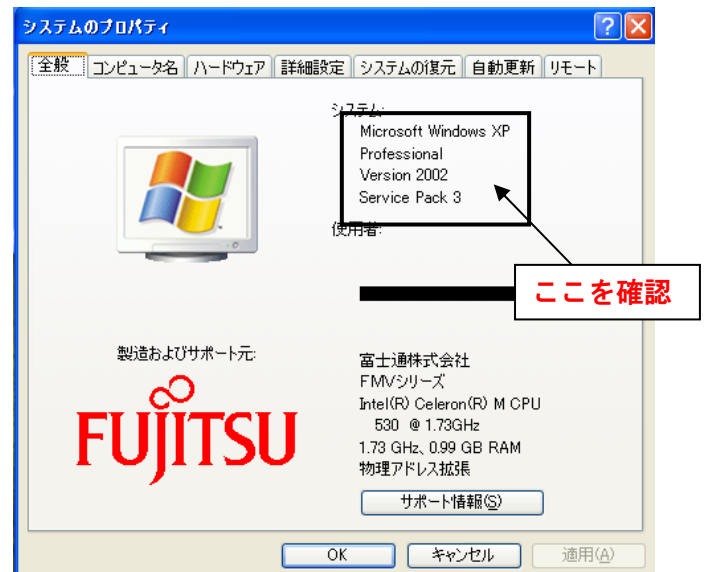 システムのプロパティ
全般 コンピュータ名 ハードウェア 詳細設定 システムの復元 自動更新 リモート
システム:
Microsoft Windows XP
Professional
Version 2002
Service Pack 3
使用者:
ここを確認
製造およびサポート元:
FUJITSU
富士通株式会社
FMVシリーズ
Intel(R) Celeron(R) M CPU
530 @ 1.73GHz
1.73 GHz、0.99 GB RAM
物理アドレス拡張
サポート情報(S)
OK キャンセル 適用(A)